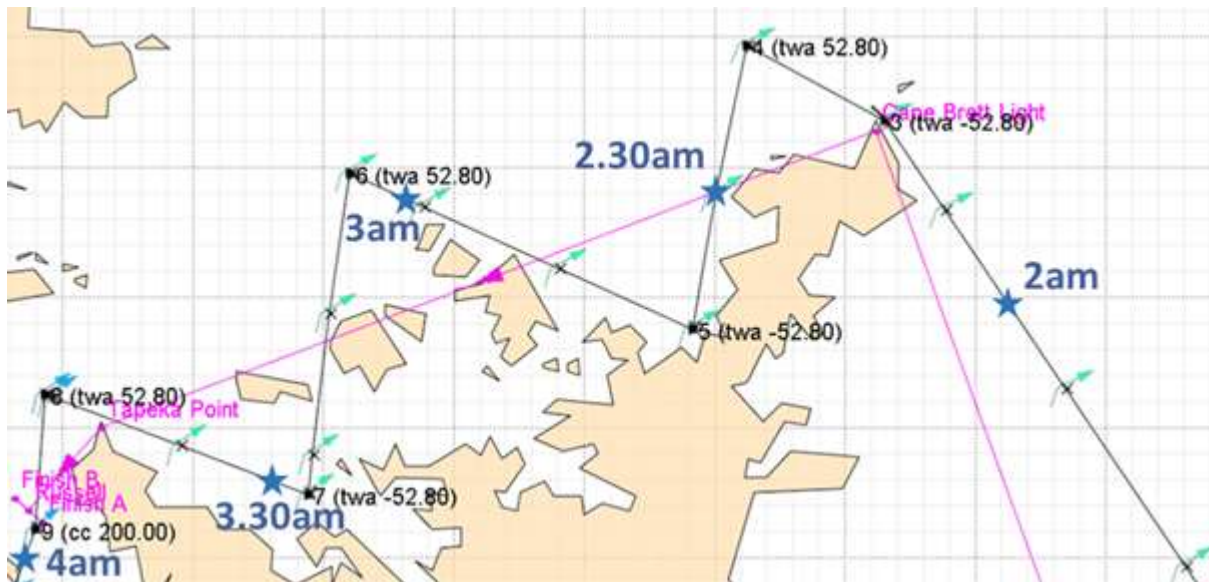 4 (twa 52.80)
Cape Brett Light
3 (twa -52.80)
2.30am
6 (twa 52.80)
3am
2am
5 (twa -52.80)
8 (twa 52.80)
Tapeka Point
Finish B
Russell
Finish A
7 (twa -52.80)
3.30am
9 (cc 200.00)
4am